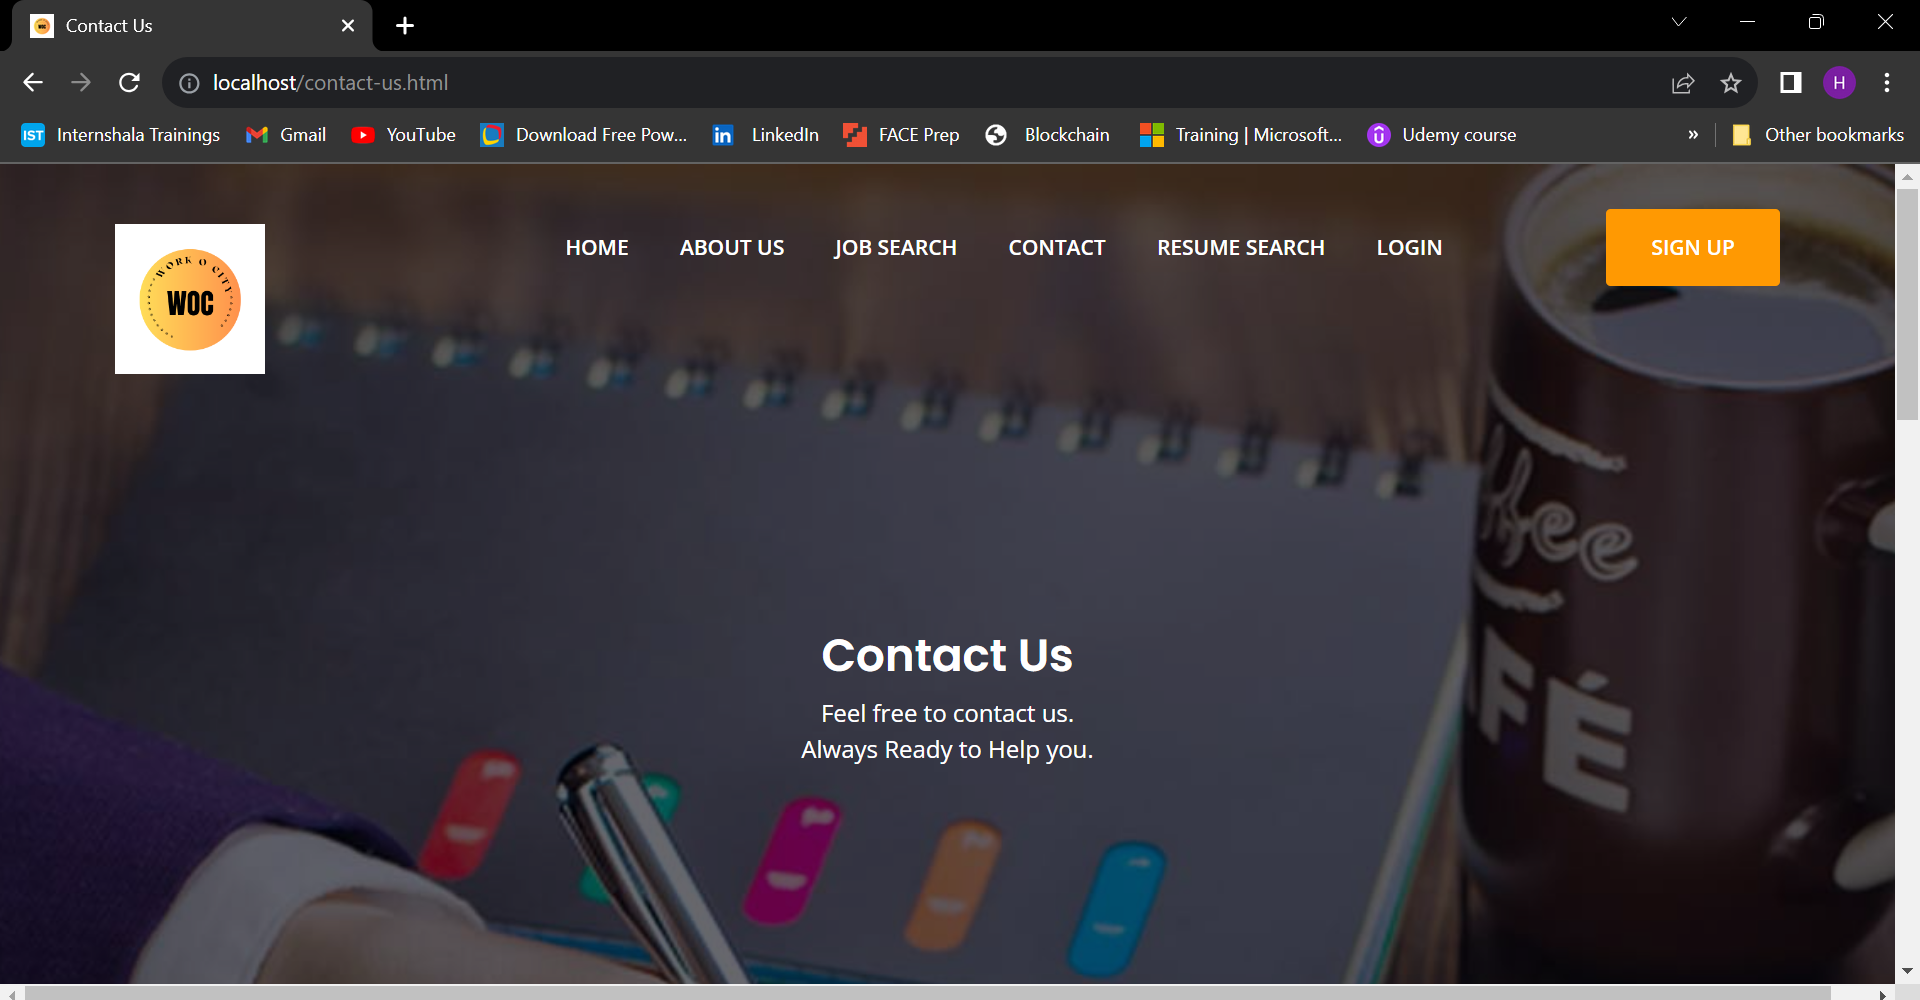 Contact Us
localhost/contact-us.html
H
IST Internshala Trainings
Gmail
YouTube
Download Free Pow...
in LinkedIn
FACE Prep
Blockchain
Training | Microsoft...
Udemy course
»
Other bookmarks
WORK O CITY
WOC
HOME
ABOUT US
JOB SEARCH
CONTACT
RESUME SEARCH
LOGIN
SIGN UP
Contact Us
Feel free to contact us.
Always Ready to Help you.